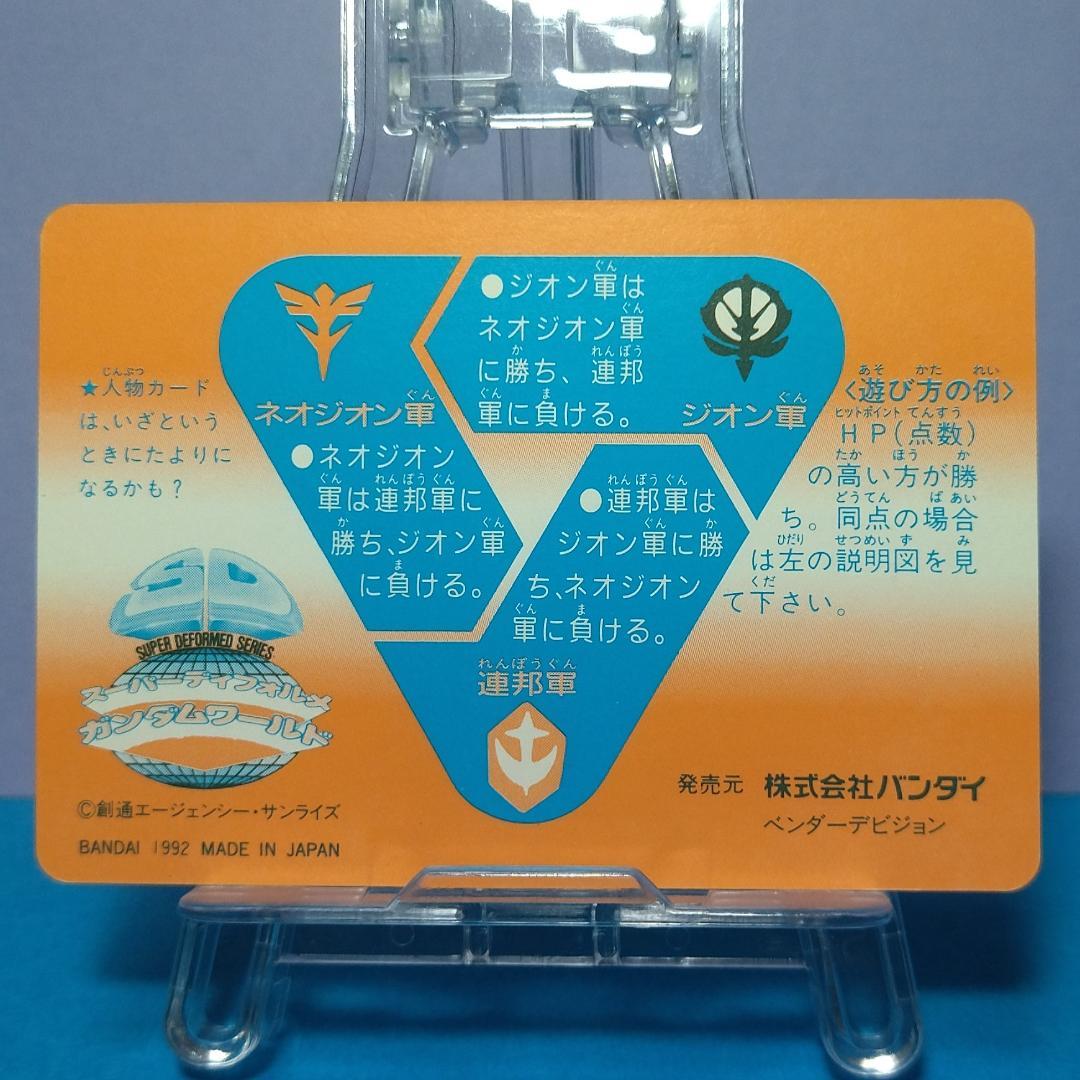 ★人物カード
は、いざという
ときにたよりに
なるかも？
ネオジオン軍
●ジオン軍は
ネオジオン軍
に勝ち、連邦
軍に負ける。
ジオン軍
●ネオジオン
軍は連邦軍に
勝ち、ジオン軍
に負ける。
●連邦軍は
ジオン軍に勝
ち、ネオジオン
軍に負ける。
連邦軍
〈遊び方の例〉
HP(点数)
の高い方が勝
ち。同点の場合
は左の説明図を見
て下さい。
SD
SUPER DEFORMED SERIES
スーパーディフォルメ
ガンダムワールド
©創通エージェンシー・サンライズ
BANDAI 1992 MADE IN JAPAN
発売元 株式会社バンダイ
ベンダーデビジョン